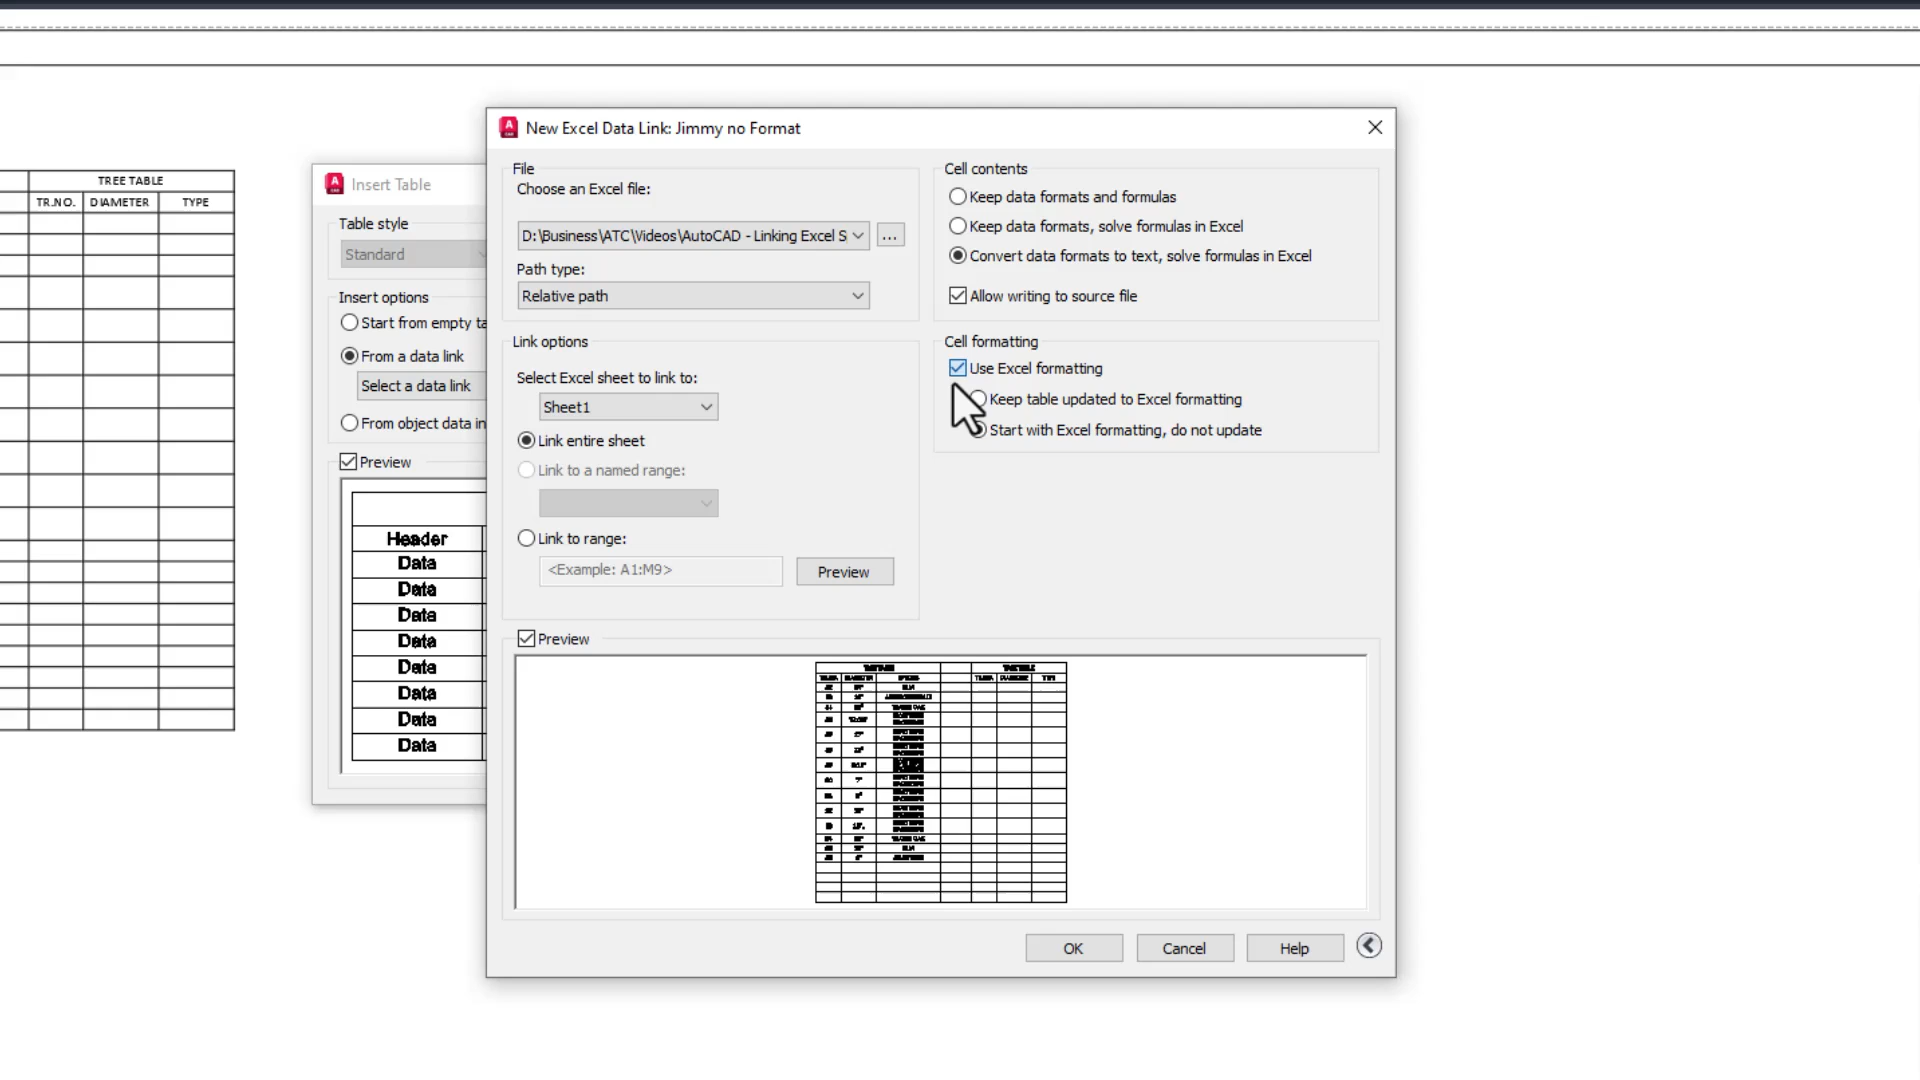 New Excel Data Link: Jimmy no Format
TREE TABLE
TR.NO. DIAMETER TYPE
Insert Table
Table style
Standard
Insert options
Start from empty ta
From a data link
Select a data link
From object data in
Preview
Header
Data
Data
Data
Data
Data
Data
Data
Data
File
Choose an Excel file:
D:\Business\ATC\Videos\AutoCAD - Linking Excel S
...
Path type:
Relative path
Link options
Select Excel sheet to link to:
Sheet1
Link entire sheet
Link to a named range:
Link to range:
<Example: A1:M9>
Preview
Cell contents
Keep data formats and formulas
Keep data formats, solve formulas in Excel
Convert data formats to text, solve formulas in Excel
Allow writing to source file
Cell formatting
Use Excel formatting
Keep table updated to Excel formatting
Start with Excel formatting, do not update
Preview
OK Cancel Help